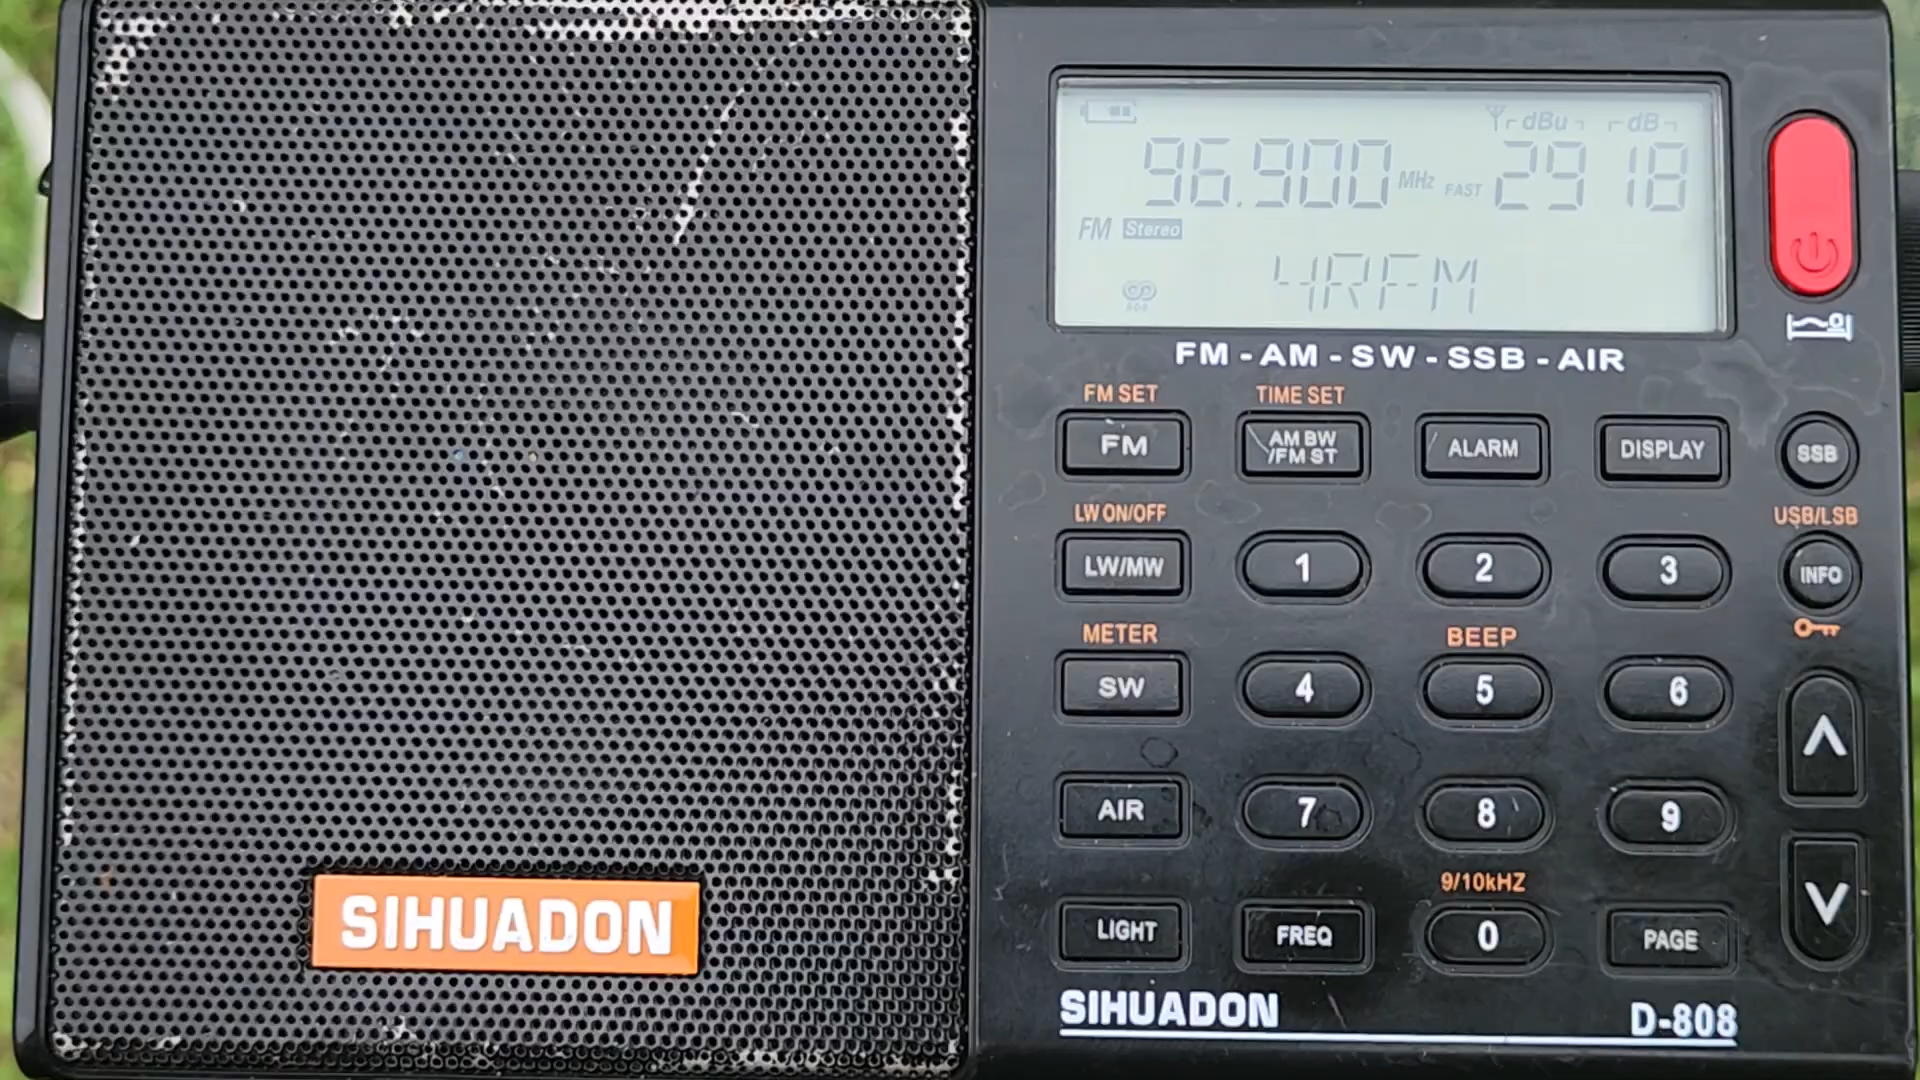 dBu dB
96.900 MHz FAST 29 18
FM Stereo
4RFM
FM - AM - SW - SSB - AIR
FM SET TIME SET
FM AM BW /FM ST ALARM DISPLAY SSB
LW ON/OFF USB/LSB
LW/MW 1 2 3 INFO
METER BEEP
SW 4 5 6
AIR 7 8 9
9/10kHZ
LIGHT FREQ 0 PAGE
SIHUADON
SIHUADON D-808